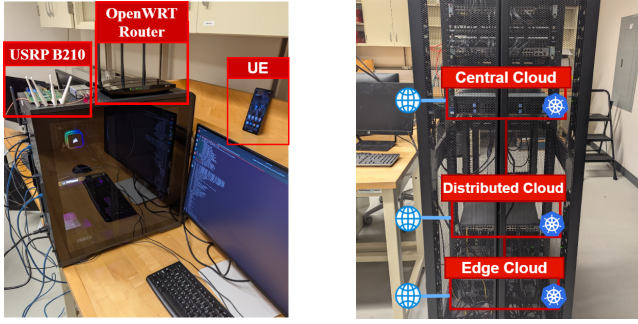 OpenWRT
Router
USRP B210
UE
Central Cloud
Distributed Cloud
Edge Cloud